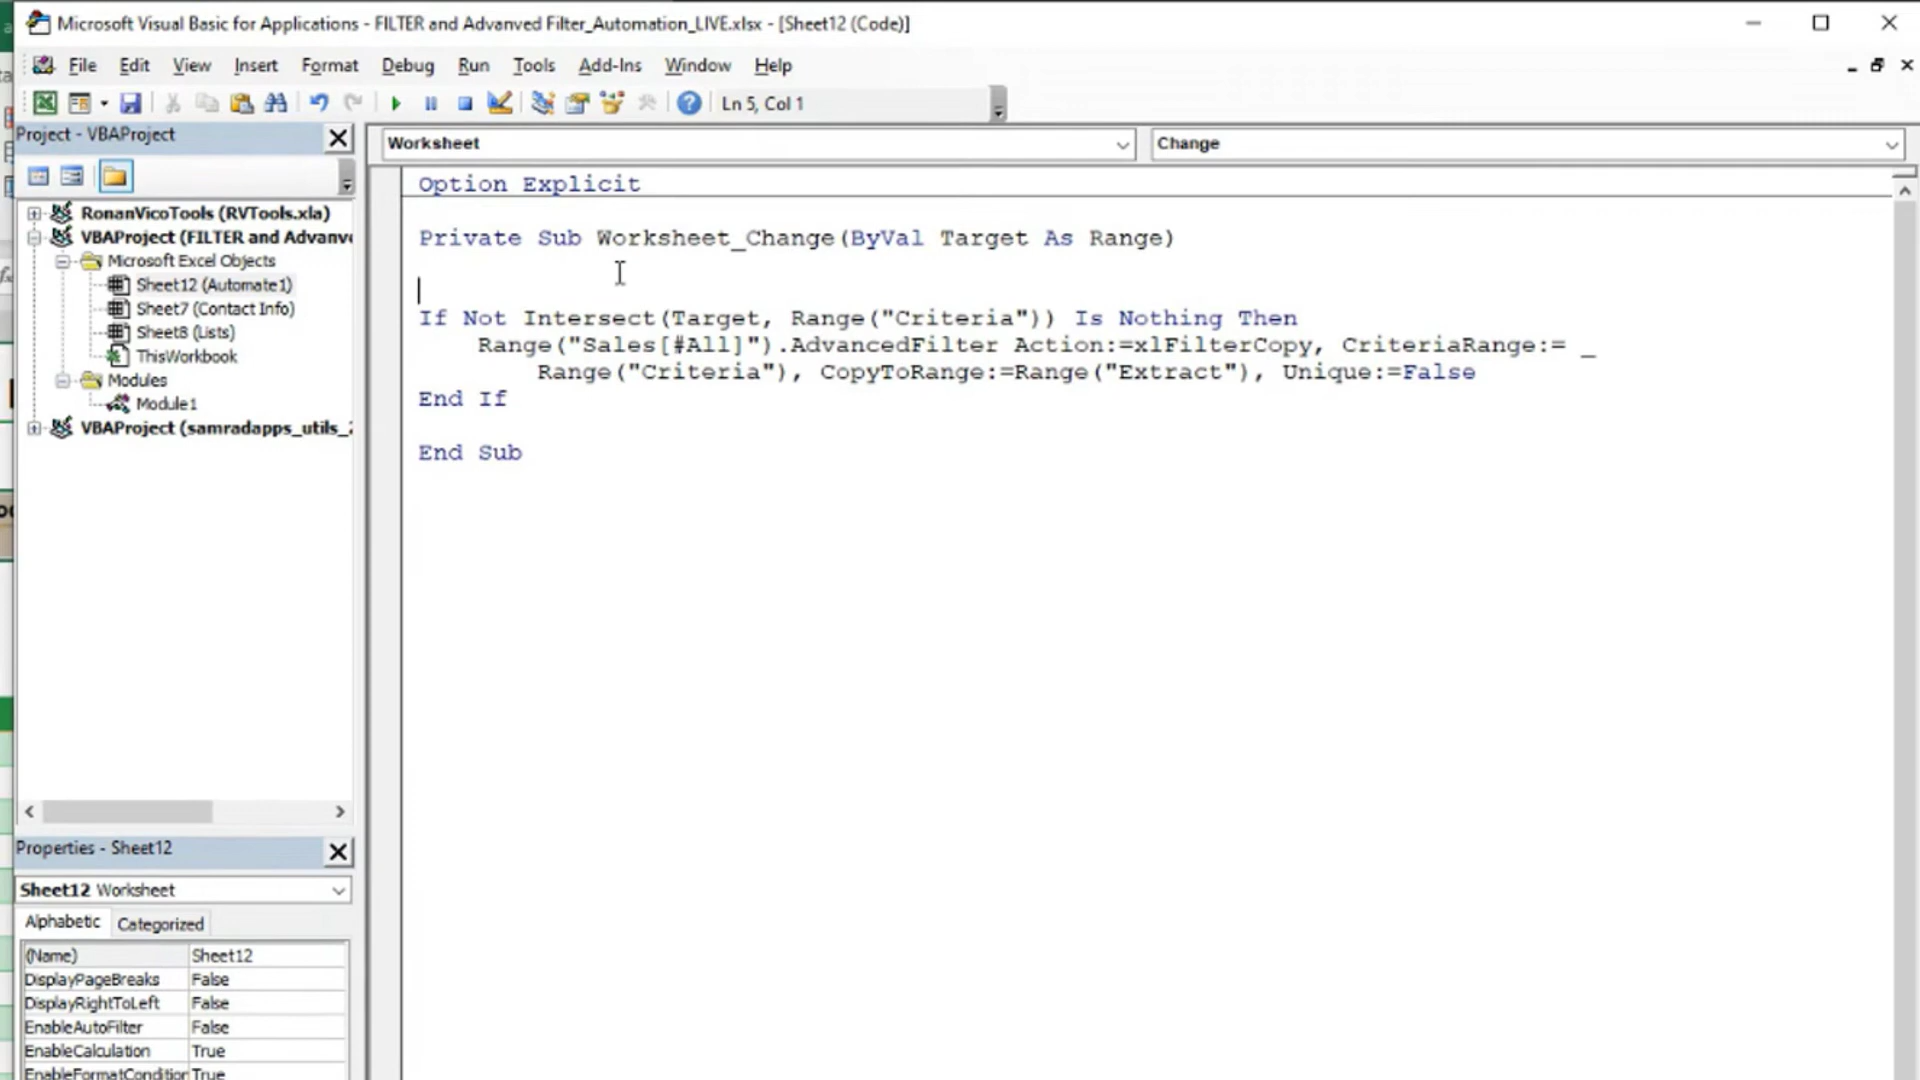 Microsoft Visual Basic for Applications - FILTER and Advanved Filter_Automation_LIVE.xlsx - [Sheet12 (Code)]
File Edit View Insert Format Debug Run Tools Add-Ins Window Help
Ln 5, Col 1
Project - VBAProject
Worksheet
Change
RonanVicoTools (RVTools.xla)
VBAProject (FILTER and Advanve
Microsoft Excel Objects
Sheet12 (Automate1)
Sheet7 (Contact Info)
Sheet8 (Lists)
ThisWorkbook
Modules
Module1
VBAProject (samradapps_utils_2
Option Explicit
Private Sub Worksheet_Change(ByVal Target As Range)
If Not Intersect(Target, Range("Criteria")) Is Nothing Then
Range("Sales[#All]").AdvancedFilter Action:=xlFilterCopy, CriteriaRange:= _
Range("Criteria"), CopyToRange:=Range("Extract"), Unique:=False
End If
End Sub
Properties - Sheet12
Sheet12 Worksheet
Alphabetic Categorized
(Name) Sheet12
DisplayPageBreaks False
DisplayRightToLeft False
EnableAutoFilter False
EnableCalculation True
EnableFormatCondition True